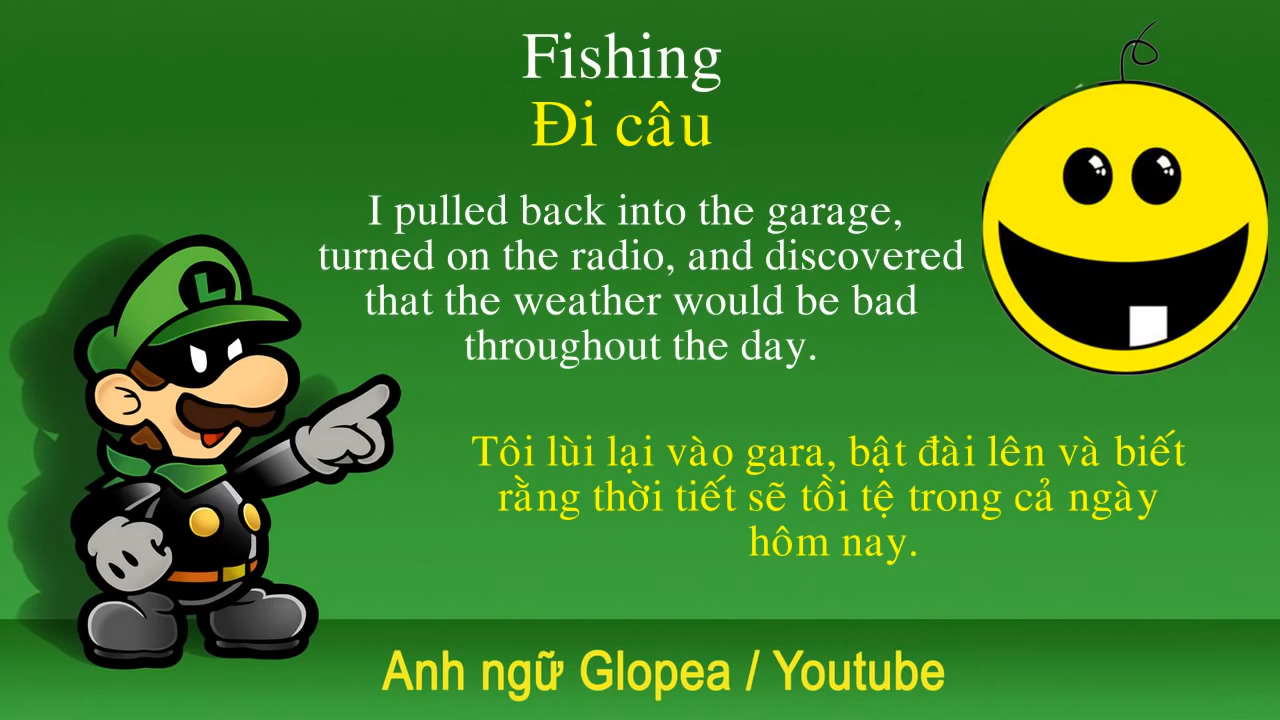 Fishing
Đi câu
I pulled back into the garage,
turned on the radio, and discovered
that the weather would be bad
throughout the day.
L
Tôi lùi lại vào gara, bật đài lên và biết
rằng thời tiết sẽ tồi tệ trong cả ngày
hôm nay.
Anh ngữ Glopea / Youtube